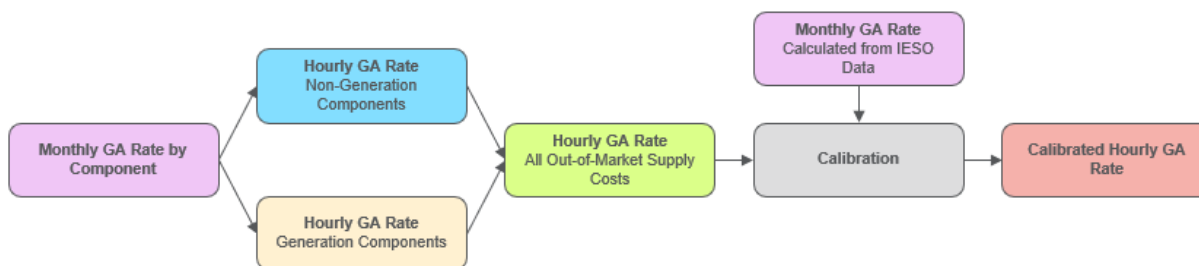 Monthly GA Rate by
Component
Hourly GA Rate
Non-Generation
Components
Hourly GA Rate
Generation Components
Hourly GA Rate
All Out-of-Market Supply
Costs
Monthly GA Rate
Calculated from IESO
Data
Calibration
Calibrated Hourly GA
Rate